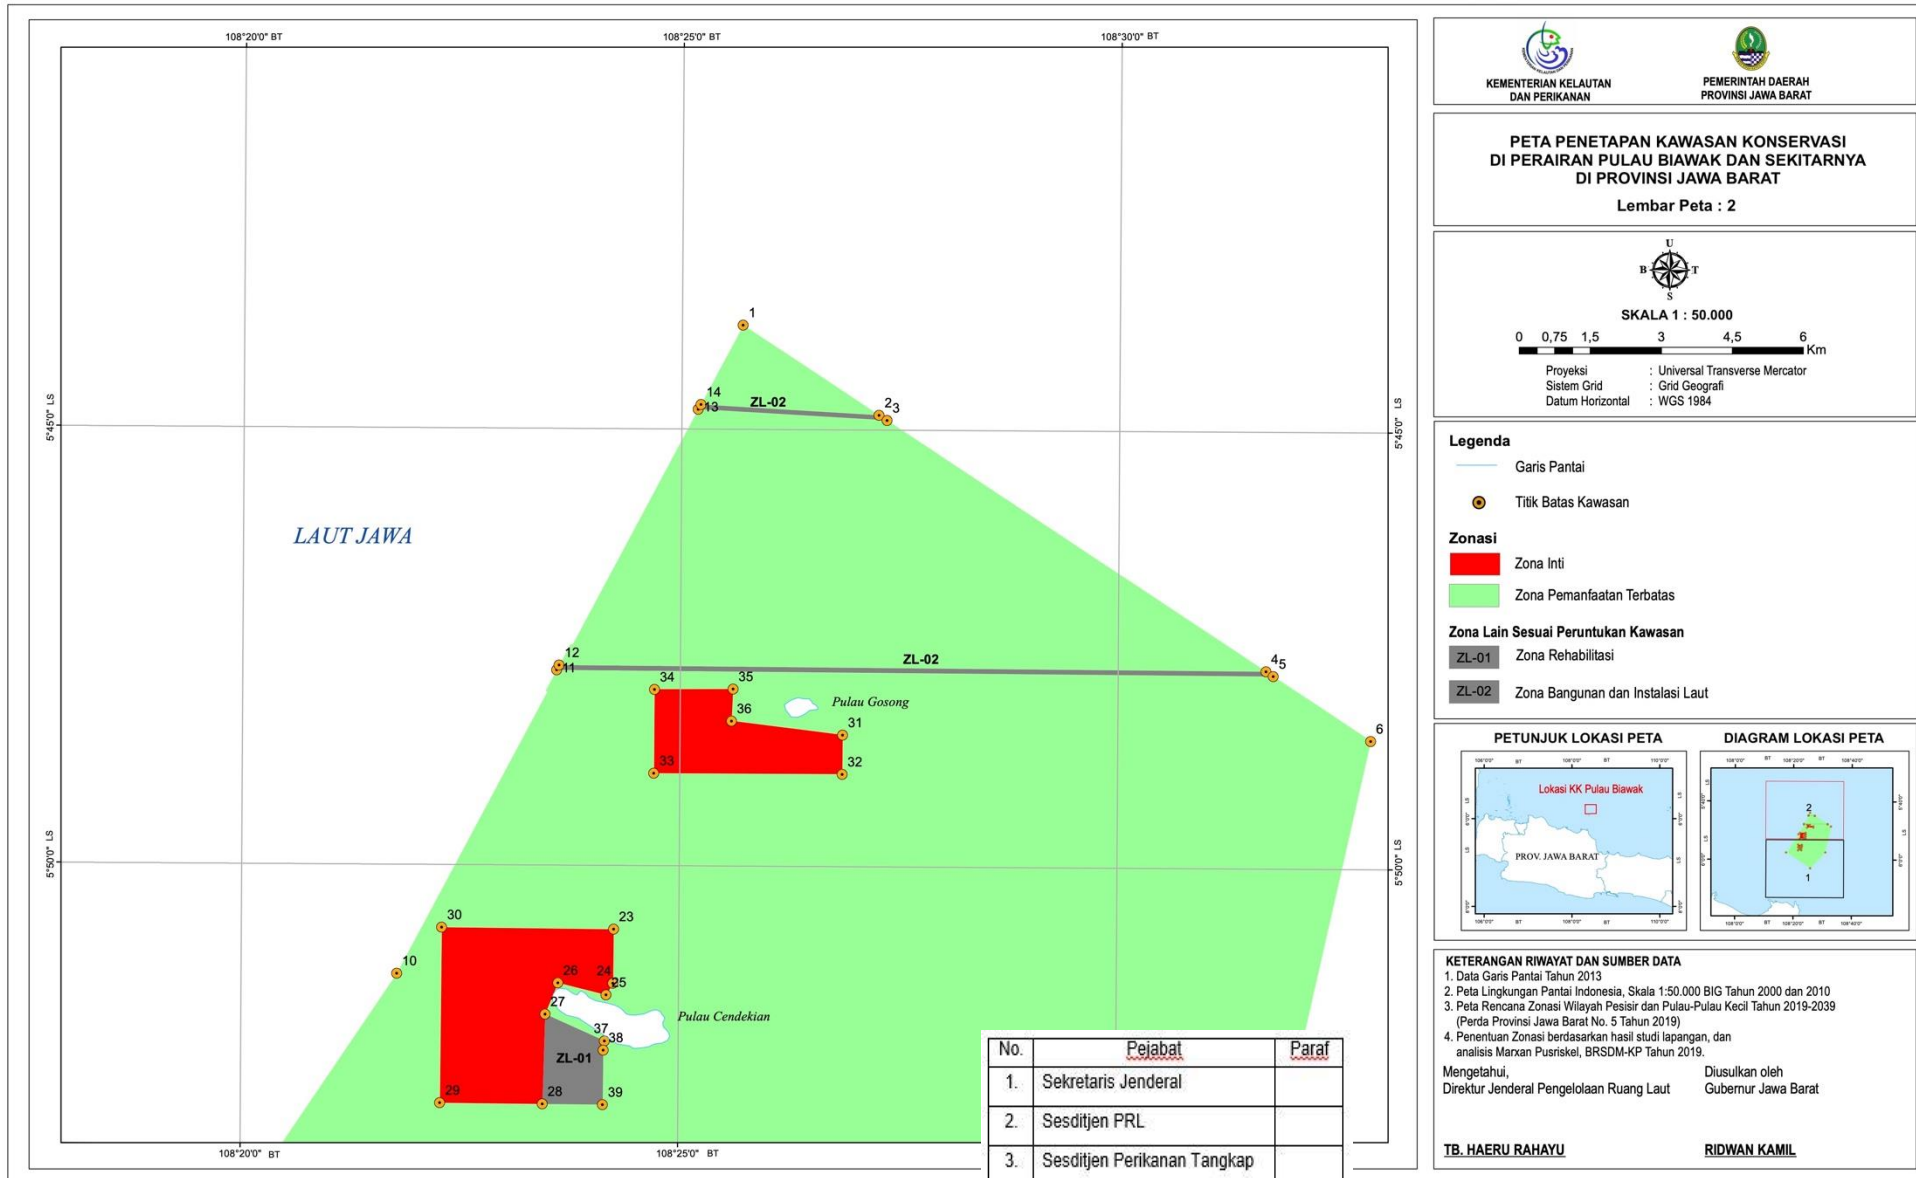 108°20'0" BT
108°25'0" BT
108°30'0" BT
5°45'0" LS
5°45'0" LS
5°50'0" LS
5°50'0" LS
108°20'0" BT
108°25'0" BT
LAUT JAWA
1
14
13
ZL-02
2
3
12
11
ZL-02
4
5
34
35
36
Pulau Gosong
31
6
33
32
30
23
10
26
24
25
27
Pulau Cendekian
37
38
ZL-01
29
28
39
No. Pejabat Paraf
1. Sekretaris Jenderal
2. Sesditjen PRL
3. Sesditjen Perikanan Tangkap
KEMENTERIAN KELAUTAN
DAN PERIKANAN
PEMERINTAH DAERAH
PROVINSI JAWA BARAT
PETA PENETAPAN KAWASAN KONSERVASI
DI PERAIRAN PULAU BIAWAK DAN SEKITARNYA
DI PROVINSI JAWA BARAT
Lembar Peta : 2
U
B T
S
SKALA 1 : 50.000
0 0,75 1,5 3 4,5 6
Km
Proyeksi : Universal Transverse Mercator
Sistem Grid : Grid Geografi
Datum Horizontal : WGS 1984
Legenda
Garis Pantai
Titik Batas Kawasan
Zonasi
Zona Inti
Zona Pemanfaatan Terbatas
Zona Lain Sesuai Peruntukan Kawasan
ZL-01 Zona Rehabilitasi
ZL-02 Zona Bangunan dan Instalasi Laut
PETUNJUK LOKASI PETA
Lokasi KK Pulau Biawak
PROV. JAWA BARAT
DIAGRAM LOKASI PETA
2
1
KETERANGAN RIWAYAT DAN SUMBER DATA
1. Data Garis Pantai Tahun 2013
2. Peta Lingkungan Pantai Indonesia, Skala 1:50.000 BIG Tahun 2000 dan 2010
3. Peta Rencana Zonasi Wilayah Pesisir dan Pulau-Pulau Kecil Tahun 2019-2039
(Perda Provinsi Jawa Barat No. 5 Tahun 2019)
4. Penentuan Zonasi berdasarkan hasil studi lapangan, dan
analisis Marxan Pusriskel, BRSDM-KP Tahun 2019.
Mengetahui,
Direktur Jenderal Pengelolaan Ruang Laut
Diusulkan oleh
Gubernur Jawa Barat
TB. HAERU RAHAYU
RIDWAN KAMIL